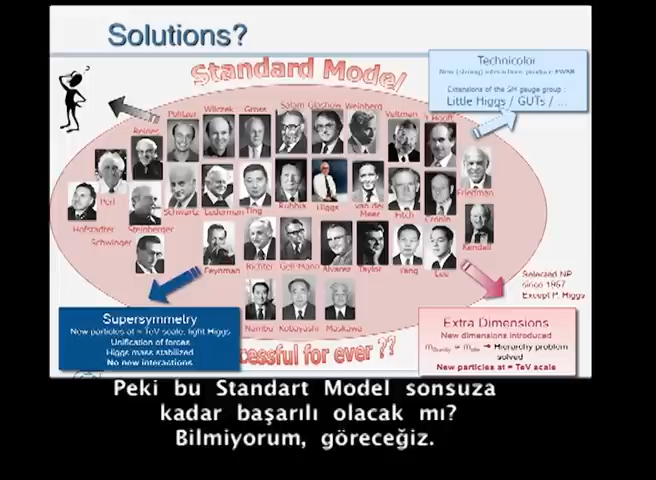 Solutions?
Standard Model
Technicolor
New (strong) interactions produce EWSB
Extensions of the SM gauge group :
Little Higgs / GUTs / ...
Politzer Wilczek Gross Salam Glashow Weinberg Veltman 't Hooft
Reines
Friedman
Perl
Schwartz Lederman Ting Rubbia Higgs van der Meer Fitch Cronin
Hofstadter Steinberger
Kendall
Schwinger
Feynman Richter Gell-Mann Alvarez Taylor Yang Lee
Selected NP
since 1957
Except P. Higgs
Nambu Kobayashi Maskawa
Supersymmetry
New particles at ≈ TeV scale, light Higgs
Unification of forces
Higgs mass stabilized
No new interactions
Extra Dimensions
New dimensions introduced
Hierarchy problem
solved
New particles at ≈ TeV scale
cessful for ever ??
Peki bu Standart Model sonsuza
kadar başarılı olacak mı?
Bilmiyorum, göreceğiz.